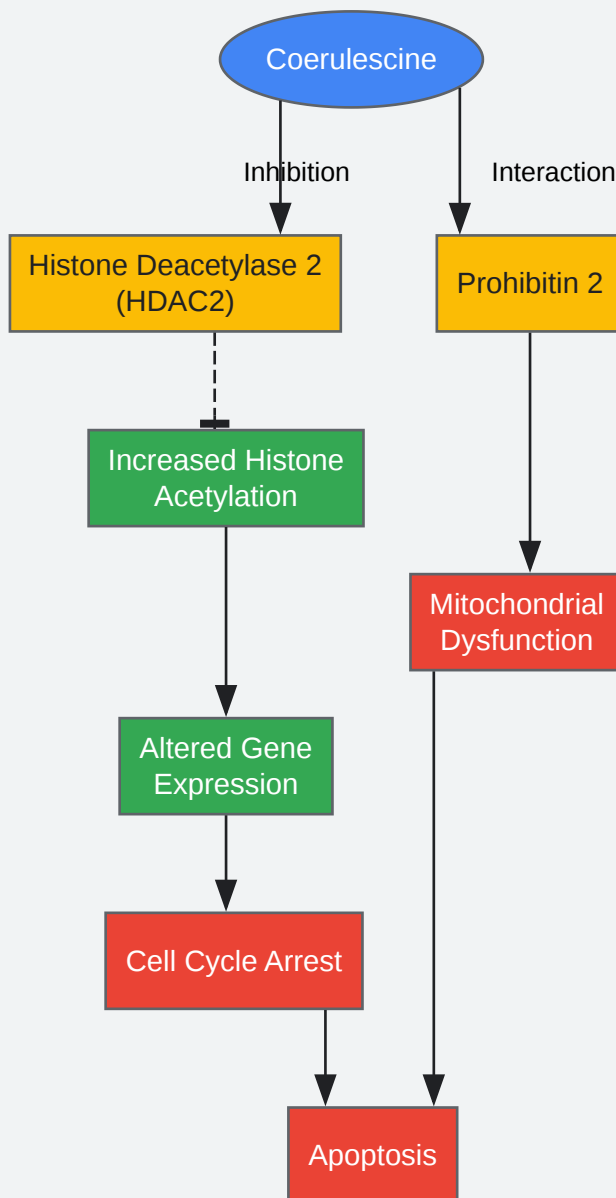 Coerulescine
Inhibition
Interaction
Histone Deacetylase 2
(HDAC2)
Prohibitin 2
Increased Histone
Acetylation
Mitochondrial
Dysfunction
Altered Gene
Expression
Cell Cycle Arrest
Apoptosis